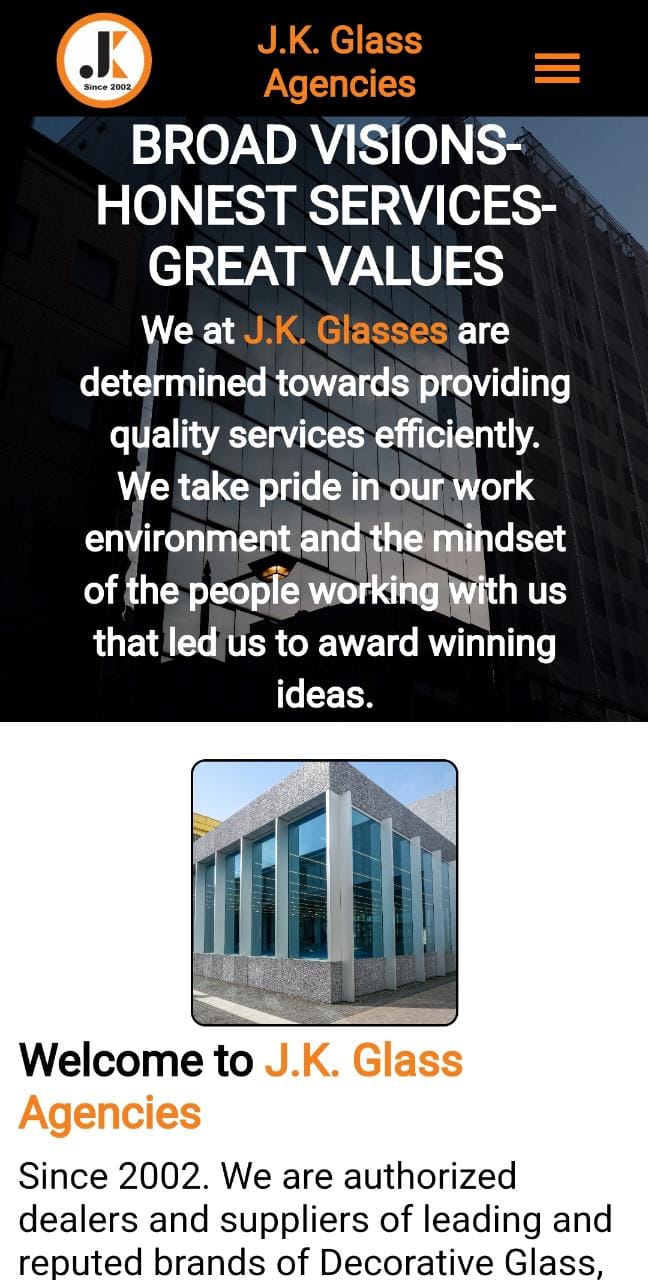 JK
Since 2002
J.K. Glass
Agencies
BROAD VISIONS-
HONEST SERVICES-
GREAT VALUES
We at J.K. Glasses are
determined towards providing
quality services efficiently.
We take pride in our work
environment and the mindset
of the people working with us
that led us to award winning
ideas.
Welcome to J.K. Glass
Agencies
Since 2002. We are authorized
dealers and suppliers of leading and
reputed brands of Decorative Glass,